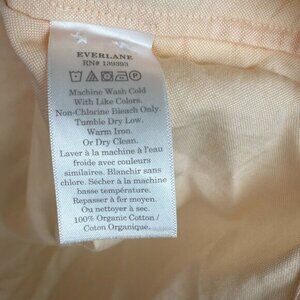 EVERLANE
RN# 139393
Machine Wash Cold
With Like Colors.
Non-Chlorine Bleach Only.
Tumble Dry Low.
Warm Iron.
Or Dry Clean.
Laver à la machine à l'eau
froide avec couleurs
similaires. Blanchir sans
chlore. Sécher à la machine
basse température.
Repasser à fer moyen.
Ou nettoyer à sec.
100% Organic Cotton /
Coton Organique.